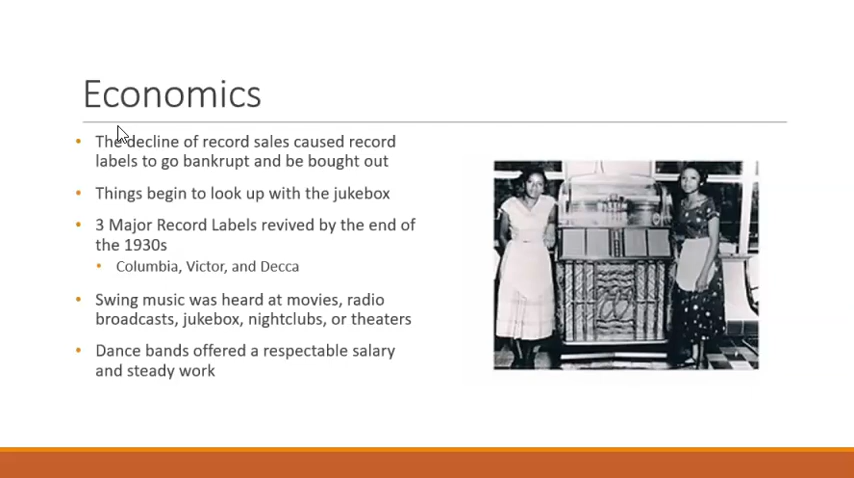 Economics
The decline of record sales caused record
labels to go bankrupt and be bought out
Things begin to look up with the jukebox
3 Major Record Labels revived by the end of
the 1930s
Columbia, Victor, and Decca
Swing music was heard at movies, radio
broadcasts, jukebox, nightclubs, or theaters
Dance bands offered a respectable salary
and steady work